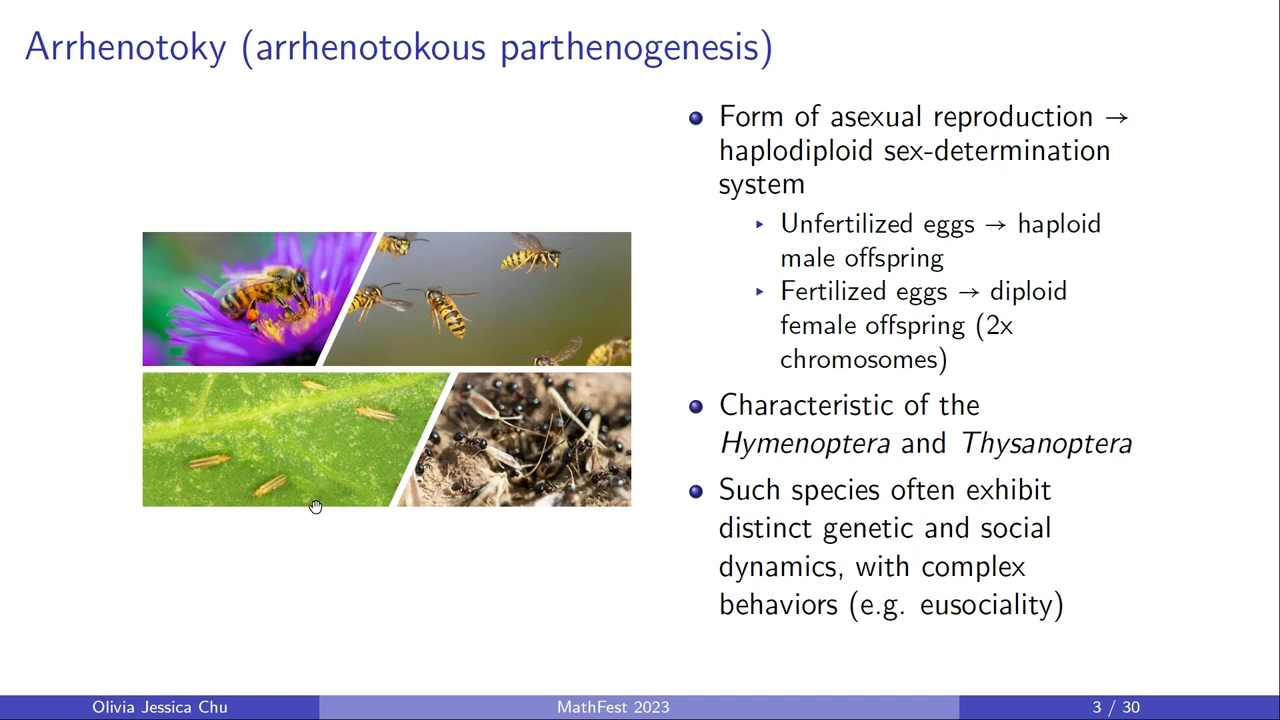 Arrhenotoky (arrhenotokous parthenogenesis)
Form of asexual reproduction →
haplodiploid sex-determination
system
Unfertilized eggs → haploid
male offspring
Fertilized eggs → diploid
female offspring (2x
chromosomes)
Characteristic of the
Hymenoptera and Thysanoptera
Such species often exhibit
distinct genetic and social
dynamics, with complex
behaviors (e.g. eusociality)
Olivia Jessica Chu
MathFest 2023
3 / 30